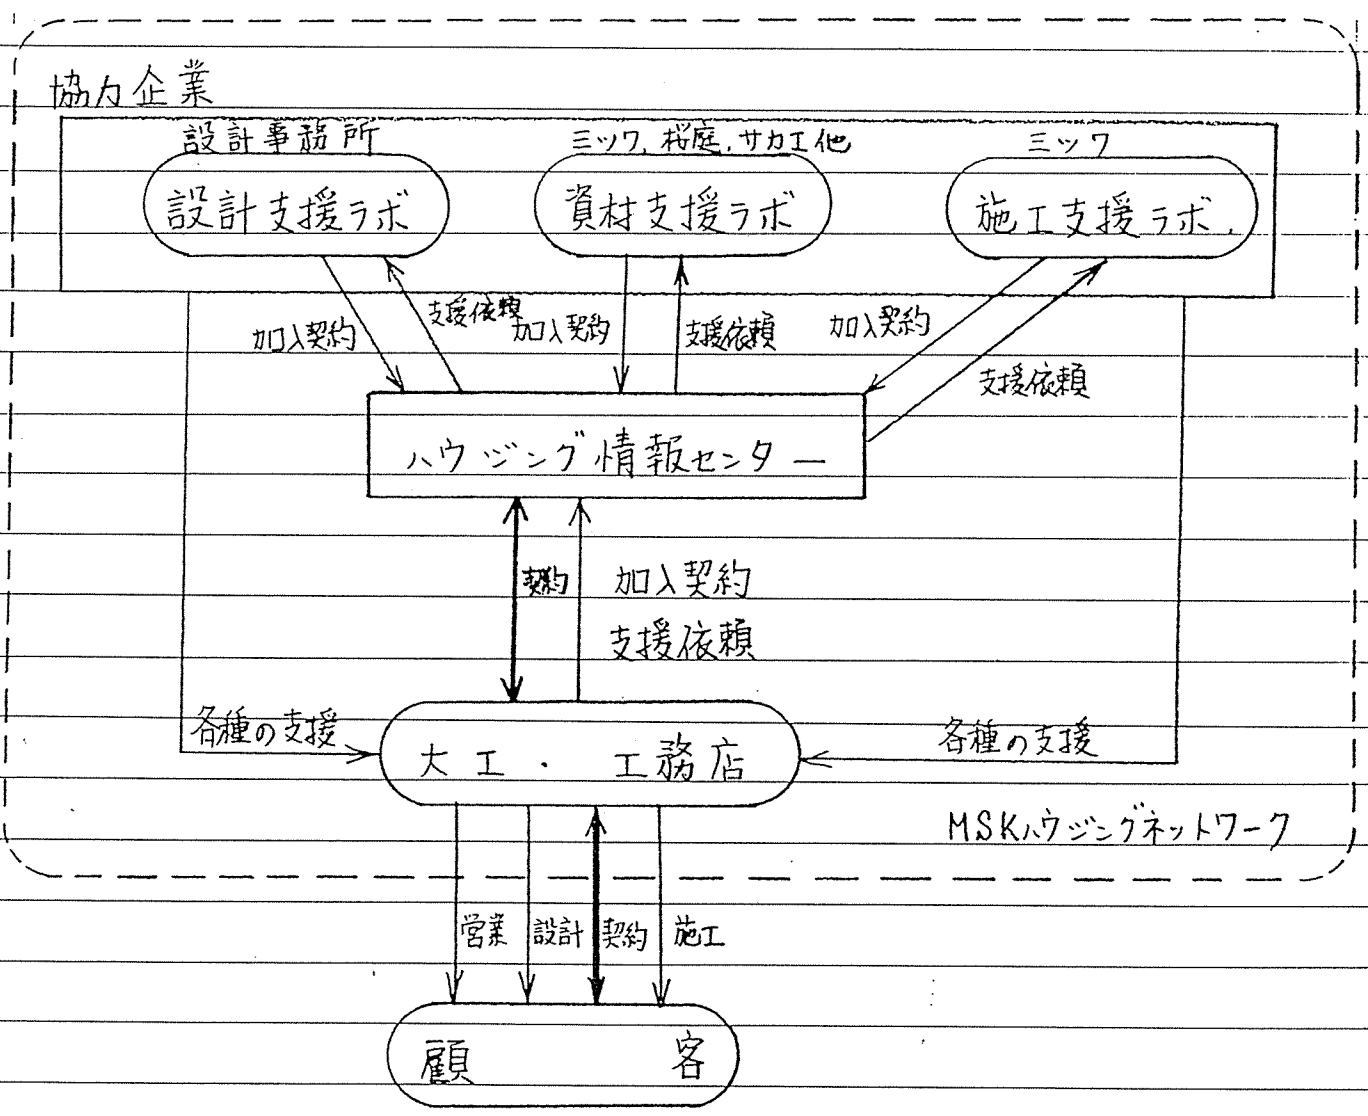 協力企業
設計事務所
設計支援ラボ
ミツワ、桜庭、サカエ他
資材支援ラボ
ミツワ
施工支援ラボ
加入契約
支援依頼
加入契約
支援依頼
加入契約
支援依頼
ハウジング情報センター
契約
加入契約
支援依頼
各種の支援
大工・工務店
各種の支援
MSKハウジングネットワーク
営業
設計
契約
施工
顧客